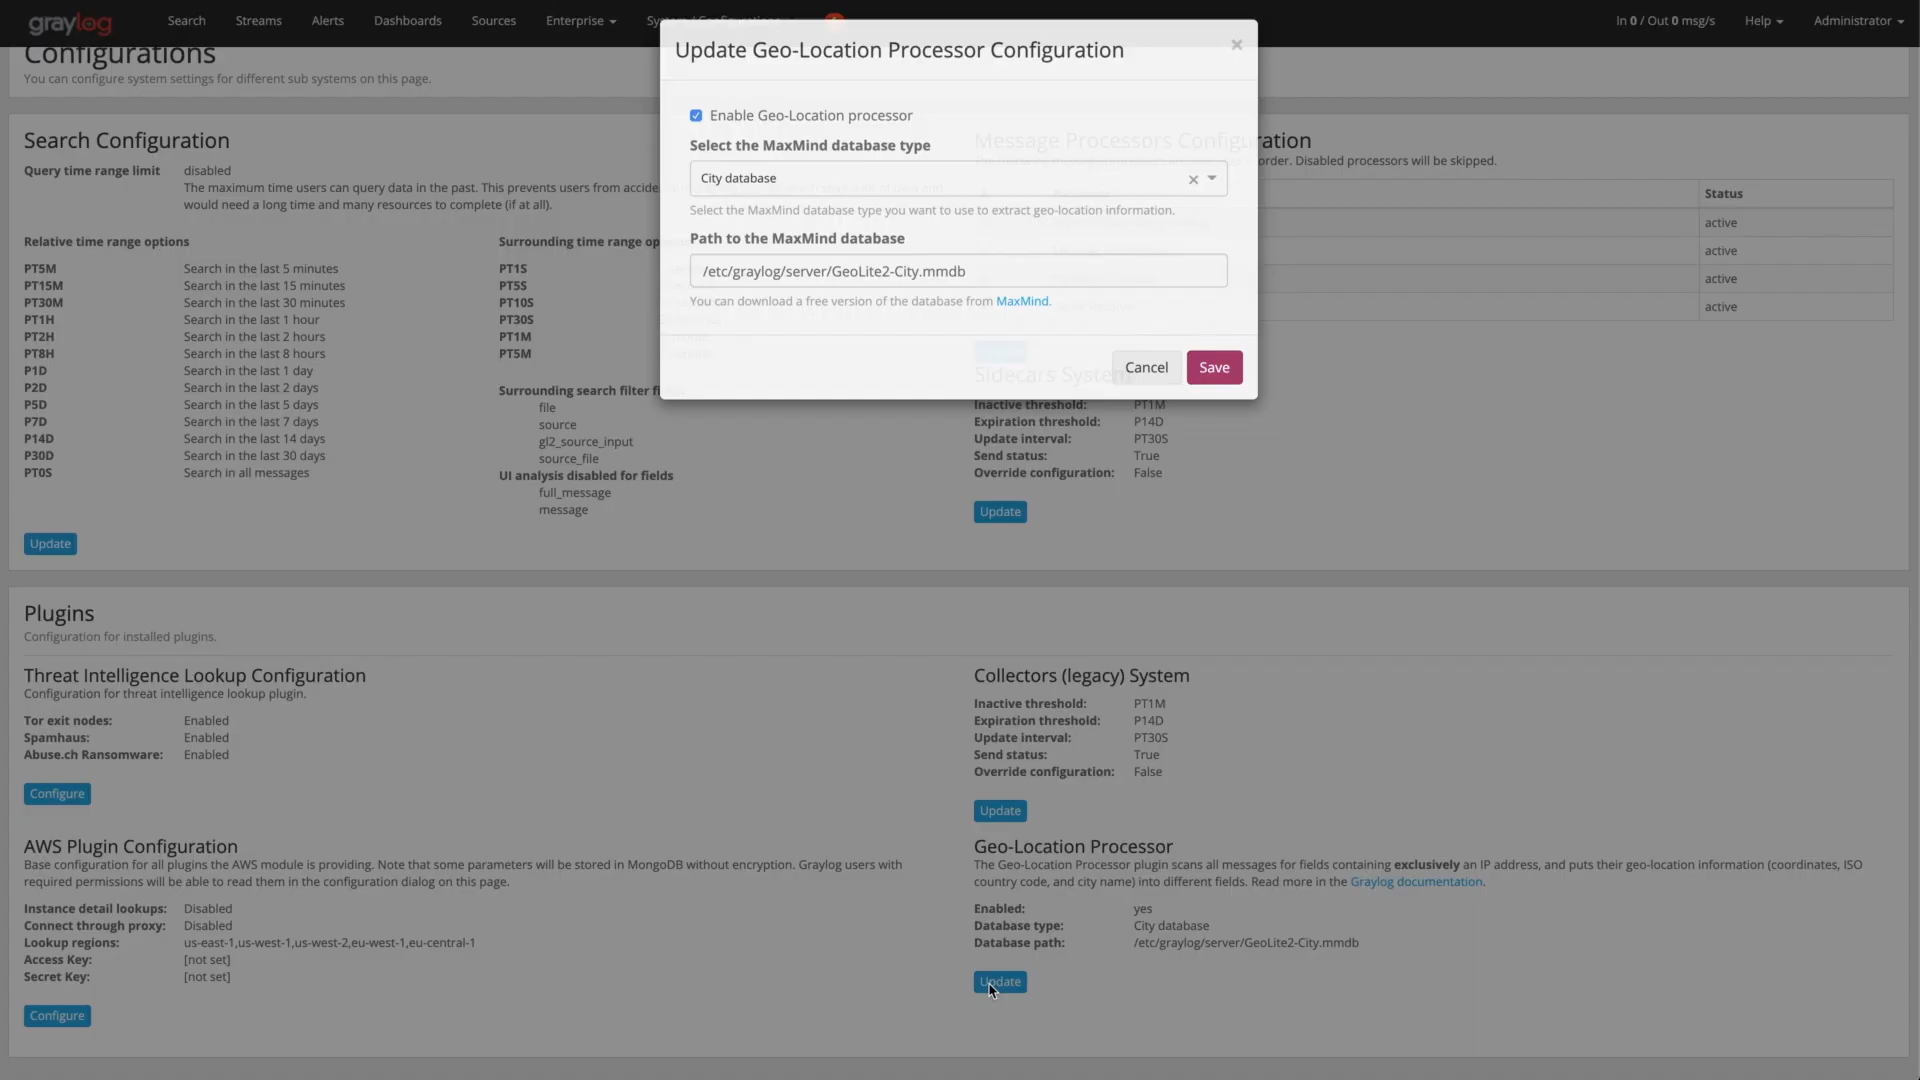 graylog
Search
Streams
Alerts
Dashboards
Sources
Enterprise
In 0 / Out 0 msg/s
Help
Administrator
Configurations
You can configure system settings for different sub systems on this page.
Update Geo-Location Processor Configuration
×
Enable Geo-Location processor
Select the MaxMind database type
City database
Select the MaxMind database type you want to use to extract geo-location information.
Path to the MaxMind database
/etc/graylog/server/GeoLite2-City.mmdb
You can download a free version of the database from MaxMind.
Cancel
Save
Search Configuration
Query time range limit
disabled
The maximum time users can query data in the past. This prevents users from
would need a long time and many resources to complete (if at all).
Relative time range options
PT5M Search in the last 5 minutes
PT15M Search in the last 15 minutes
PT30M Search in the last 30 minutes
PT1H Search in the last 1 hour
PT2H Search in the last 2 hours
PT8H Search in the last 8 hours
P1D Search in the last 1 day
P2D Search in the last 2 days
P5D Search in the last 5 days
P7D Search in the last 7 days
P14D Search in the last 14 days
P30D Search in the last 30 days
PT0S Search in all messages
Surrounding time range
PT1S
PT5S
PT10S
PT30S
PT1M
PT5M
Surrounding search filter
file
source
gl2_source_input
source_file
UI analysis disabled for fields
full_message
message
Update
Message Processors Configuration
order. Disabled processors will be skipped.
Status
active
active
active
active
Sidecars System
Inactive threshold: PT1M
Expiration threshold: P14D
Update interval: PT30S
Send status: True
Override configuration: False
Update
Plugins
Configuration for installed plugins.
Threat Intelligence Lookup Configuration
Configuration for threat intelligence lookup plugin.
Tor exit nodes: Enabled
Spamhaus: Enabled
Abuse.ch Ransomware: Enabled
Configure
Collectors (legacy) System
Inactive threshold: PT1M
Expiration threshold: P14D
Update interval: PT30S
Send status: True
Override configuration: False
Update
AWS Plugin Configuration
Base configuration for all plugins the AWS module is providing. Note that some parameters will be stored in MongoDB without encryption. Graylog users with
required permissions will be able to read them in the configuration dialog on this page.
Instance detail lookups: Disabled
Connect through proxy: Disabled
Lookup regions: us-east-1,us-west-1,us-west-2,eu-west-1,eu-central-1
Access Key: [not set]
Secret Key: [not set]
Configure
Geo-Location Processor
The Geo-Location Processor plugin scans all messages for fields containing exclusively an IP address, and puts their geo-location information (coordinates, ISO
country code, and city name) into different fields. Read more in the Graylog documentation.
Enabled: yes
Database type: City database
Database path: /etc/graylog/server/GeoLite2-City.mmdb
Update